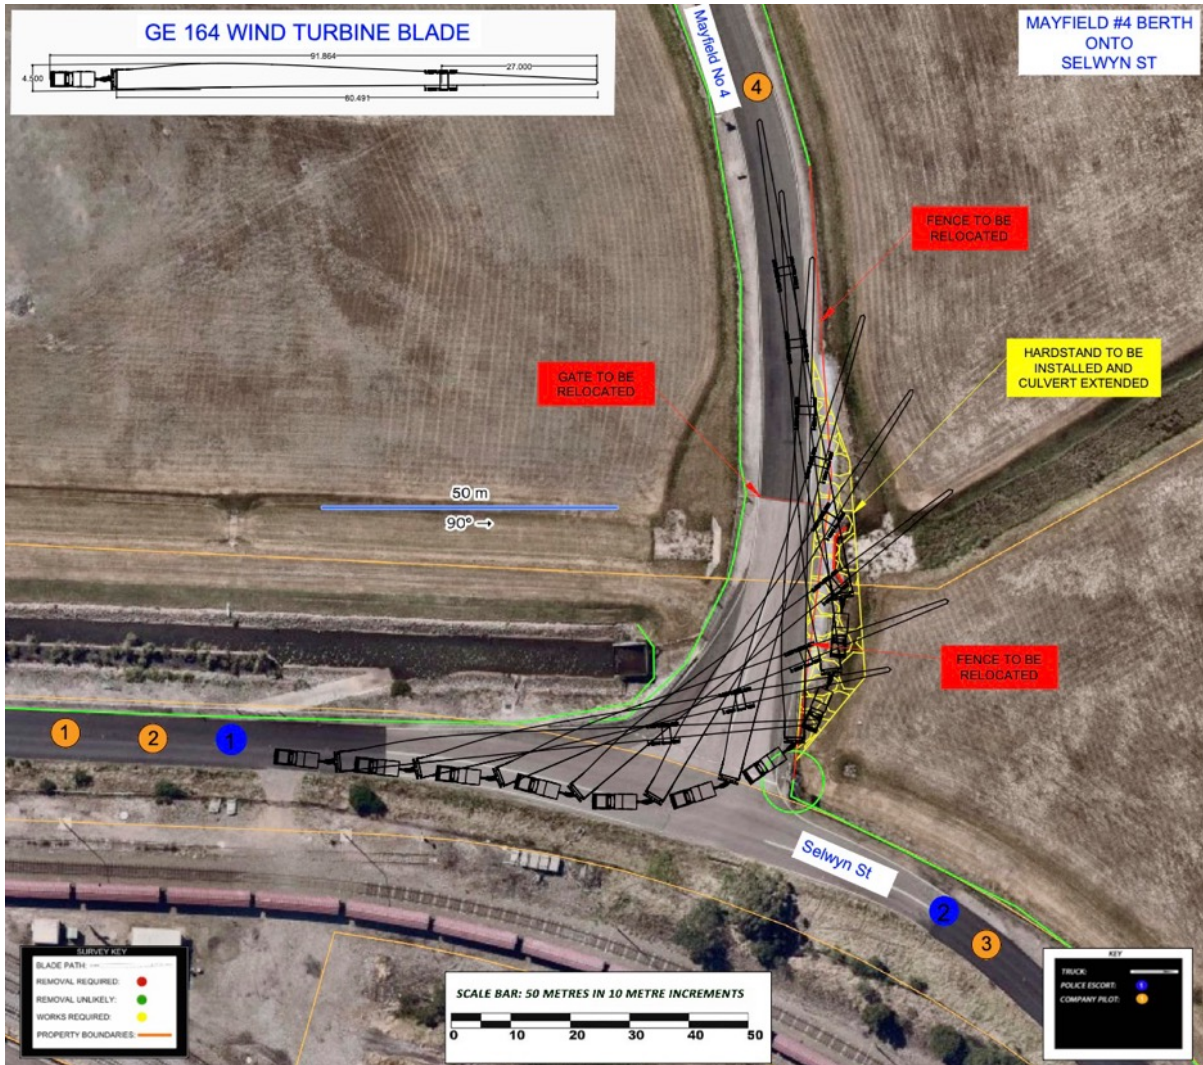 GE 164 WIND TURBINE BLADE
91.864
4.500
27.000
80.491
MAYFIELD #4 BERTH
ONTO
SELWYN ST
Mayfield No 4
4
FENCE TO BE
RELOCATED
HARDSTAND TO BE
INSTALLED AND
CULVERT EXTENDED
GATE TO BE
RELOCATED
50 m
90° →
FENCE TO BE
RELOCATED
1
2
1
Selwyn St
2
3
SURVEY KEY
BLADE PATH:
REMOVAL REQUIRED:
REMOVAL UNLIKELY:
WORKS REQUIRED:
PROPERTY BOUNDARIES:
SCALE BAR: 50 METRES IN 10 METRE INCREMENTS
0 10 20 30 40 50
KEY
TRUCK:
POLICE ESCORT:
COMPANY PILOT: